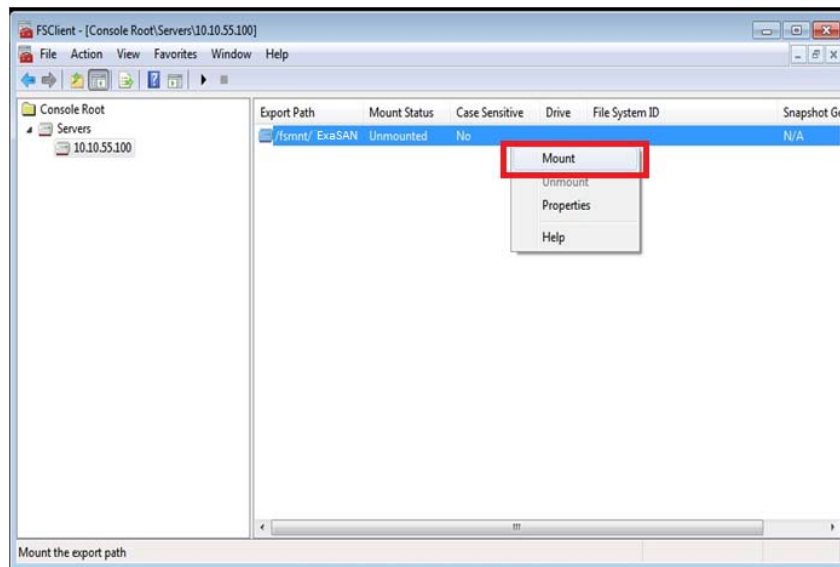 FSClient - [Console Root\Servers\10.10.55.100]
File Action View Favorites Window Help
Console Root
Servers
10.10.55.100
Export Path Mount Status Case Sensitive Drive File System ID Snapshot Ge
/fsmnt/ ExaSAN Unmounted No N/A
Mount
Unmount
Properties
Help
Mount the export path